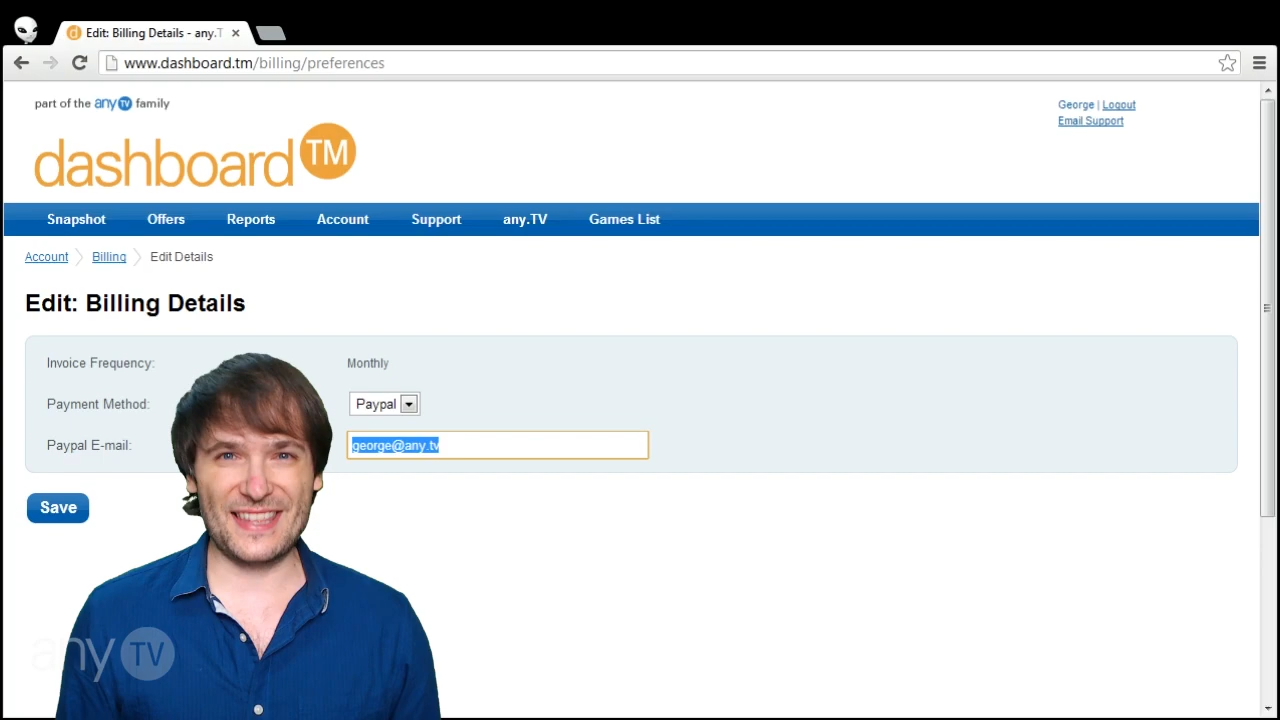 Edit: Billing Details - any.T
www.dashboard.tm/billing/preferences
part of the any TV family
George | Logout
Email Support
dashboard TM
Snapshot Offers Reports Account Support any.TV Games List
Account Billing Edit Details
Edit: Billing Details
Invoice Frequency: Monthly
Payment Method: Paypal
Paypal E-mail: george@any.tv
Save
any TV